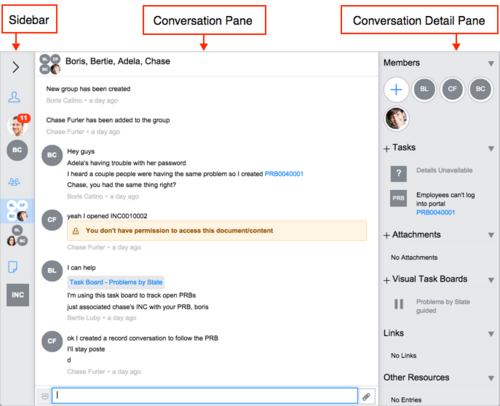 Sidebar
Conversation Pane
Conversation Detail Pane
Boris, Bertie, Adela, Chase
BL
CF
BC
New group has been created
Boris Catino • a day ago
Chase Furler has been added to the group
Chase Furler • a day ago
BC
Hey guys
Adela's having trouble with her password
I heard a couple people were having the same problem so I created PRB0040001
Chase, you had the same thing right?
Boris Catino • a day ago
CF
yeah I opened INC0010002
You don't have permission to access this document/content
Chase Furler • a day ago
BL
I can help
Task Board - Problems by State
I'm using this task board to track open PRBs
just associated chase's INC with your PRB, boris
Bertie Luby • a day ago
CF
ok I created a record conversation to follow the PRB
I'll stay poste
d
Chase Furler • a day ago
11
BC
BL
CF
BC
BL
BC
INC
Members
+
BL
CF
BC
+ Tasks
?
Details Unavailable
PRB
Employees can't log
into portal
PRB0040001
+ Attachments
No Attachments
+ Visual Task Boards
Problems by State
guided
Links
No Links
Other Resources
No Entries